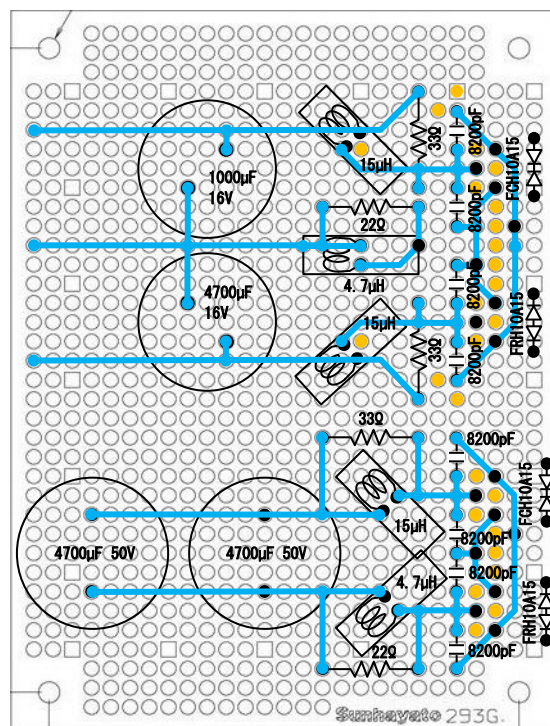 1000μF
16V
15μH
33Ω
8200pF
FCH10A15
22Ω
8200pF
4.7μH
8200pF
4700μF
16V
15μH
33Ω
8200pF
FRH10A15
33Ω
8200pF
15μH
FCH10A15
4700μF 50V
4700μF 50V
8200pF
4.7μH
8200pF
FRH10A15
22Ω
8200pF
Sunhayato 293G.